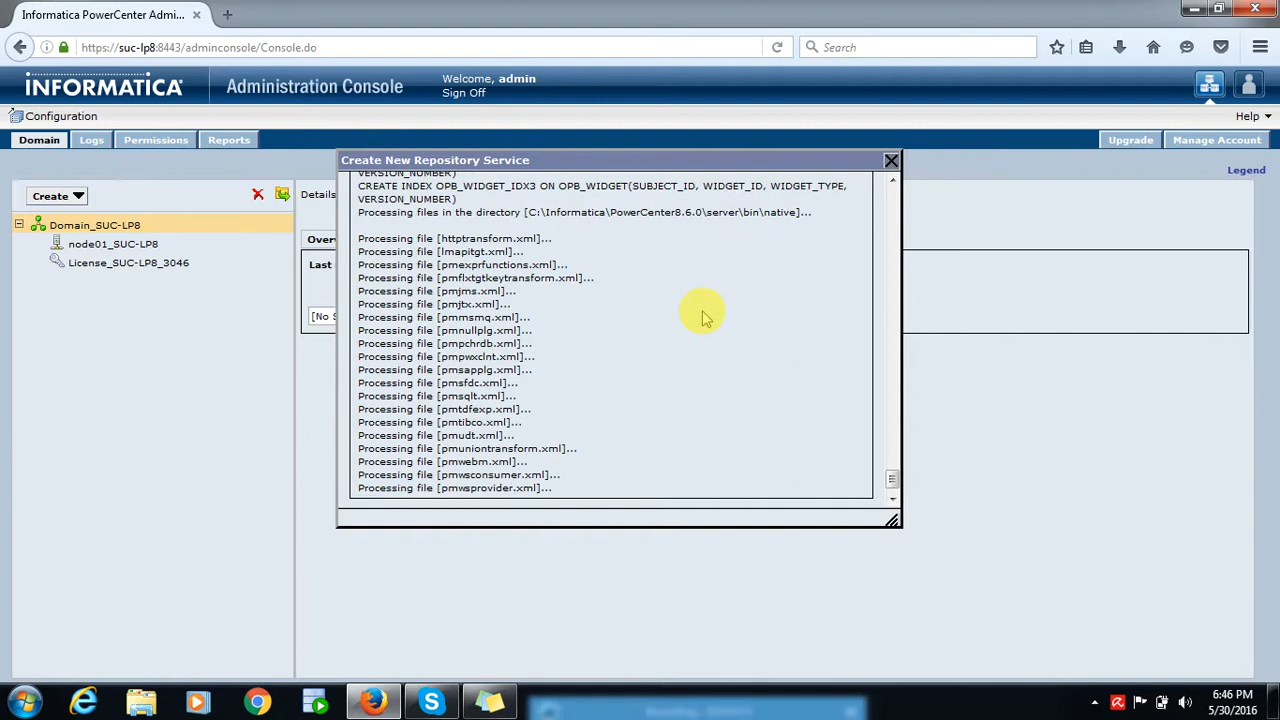 Informatica PowerCenter Admi...
https://suc-lp8:8443/adminconsole/Console.do
Search
INFORMATICA
Administration Console
Welcome, admin
Sign Off
Configuration
Help
Domain
Logs
Permissions
Reports
Upgrade
Manage Account
Legend
Create
Details
Domain_SUC-LP8
node01_SUC-LP8
License_SUC-LP8_3046
Last
[No S
Create New Repository Service
VERSION_NUMBER)
CREATE INDEX OPB_WIDGET_IDX3 ON OPB_WIDGET(SUBJECT_ID, WIDGET_ID, WIDGET_TYPE,
VERSION_NUMBER)
Processing files in the directory [C:\Informatica\PowerCenter8.6.0\server\bin\native]...
Processing file [httptransform.xml]...
Processing file [lmapitgt.xml]...
Processing file [pmexprfunctions.xml]...
Processing file [pmflxtgtkeytransform.xml]...
Processing file [pmjms.xml]...
Processing file [pmjtx.xml]...
Processing file [pmmsmq.xml]...
Processing file [pmnullplg.xml]...
Processing file [pmpchrdb.xml]...
Processing file [pmpwxclnt.xml]...
Processing file [pmsapplg.xml]...
Processing file [pmsfdc.xml]...
Processing file [pmsqlt.xml]...
Processing file [pmtdfexp.xml]...
Processing file [pmtibco.xml]...
Processing file [pmudt.xml]...
Processing file [pmuniontransform.xml]...
Processing file [pmwebm.xml]...
Processing file [pmwsconsumer.xml]...
Processing file [pmwsprovider.xml]...
6:46 PM
5/30/2016